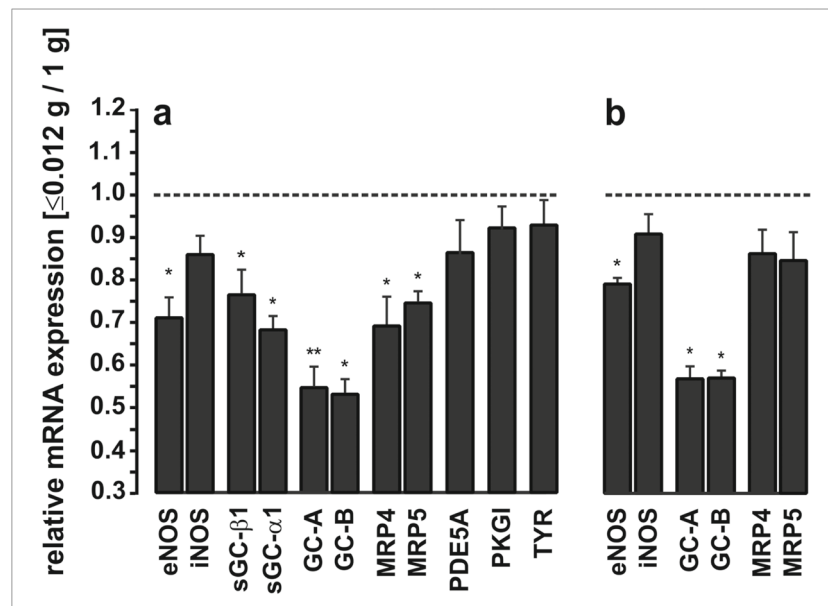 relative mRNA expression [≤0.012 g / 1 g]
a
b
1.2
1.1
1.0
0.9
0.8
0.7
0.6
0.5
0.4
0.3
*
*
*
**
*
*
*
*
*
*
eNOS
iNOS
sGC-β1
sGC-α1
GC-A
GC-B
MRP4
MRP5
PDE5A
PKGI
TYR
eNOS
iNOS
GC-A
GC-B
MRP4
MRP5